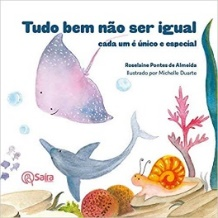 Tudo bem não ser igual
cada um é único e especial
Roselaine Pontes de Almeida
Ilustrado por Michelle Duarte
Saíra